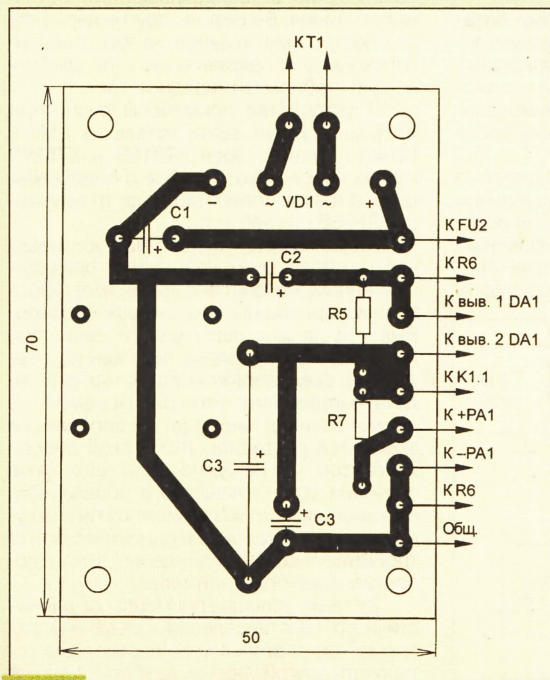 К Т1
~ VD1 ~ +
C1
+
К FU2
C2
+
К R6
R5
К выв. 1 DA1
К выв. 2 DA1
70
К К1.1
R7
К +PA1
C3
+
К –PA1
К R6
+
C3
Общ.
50